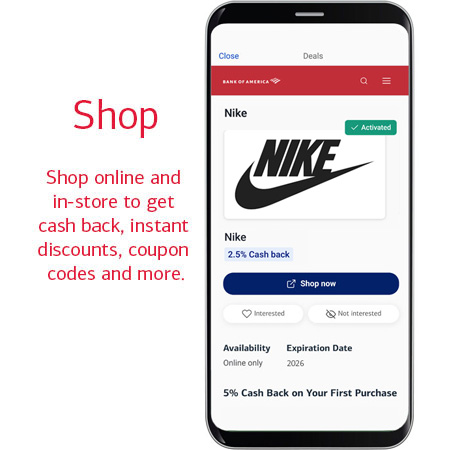 Shop
Shop online and
in-store to get
cash back, instant
discounts, coupon
codes and more.
Close
Deals
BANK OF AMERICA
Nike
Activated
NIKE
Nike
2.5% Cash back
Shop now
Interested
Not interested
Availability
Expiration Date
Online only
2026
5% Cash Back on Your First Purchase